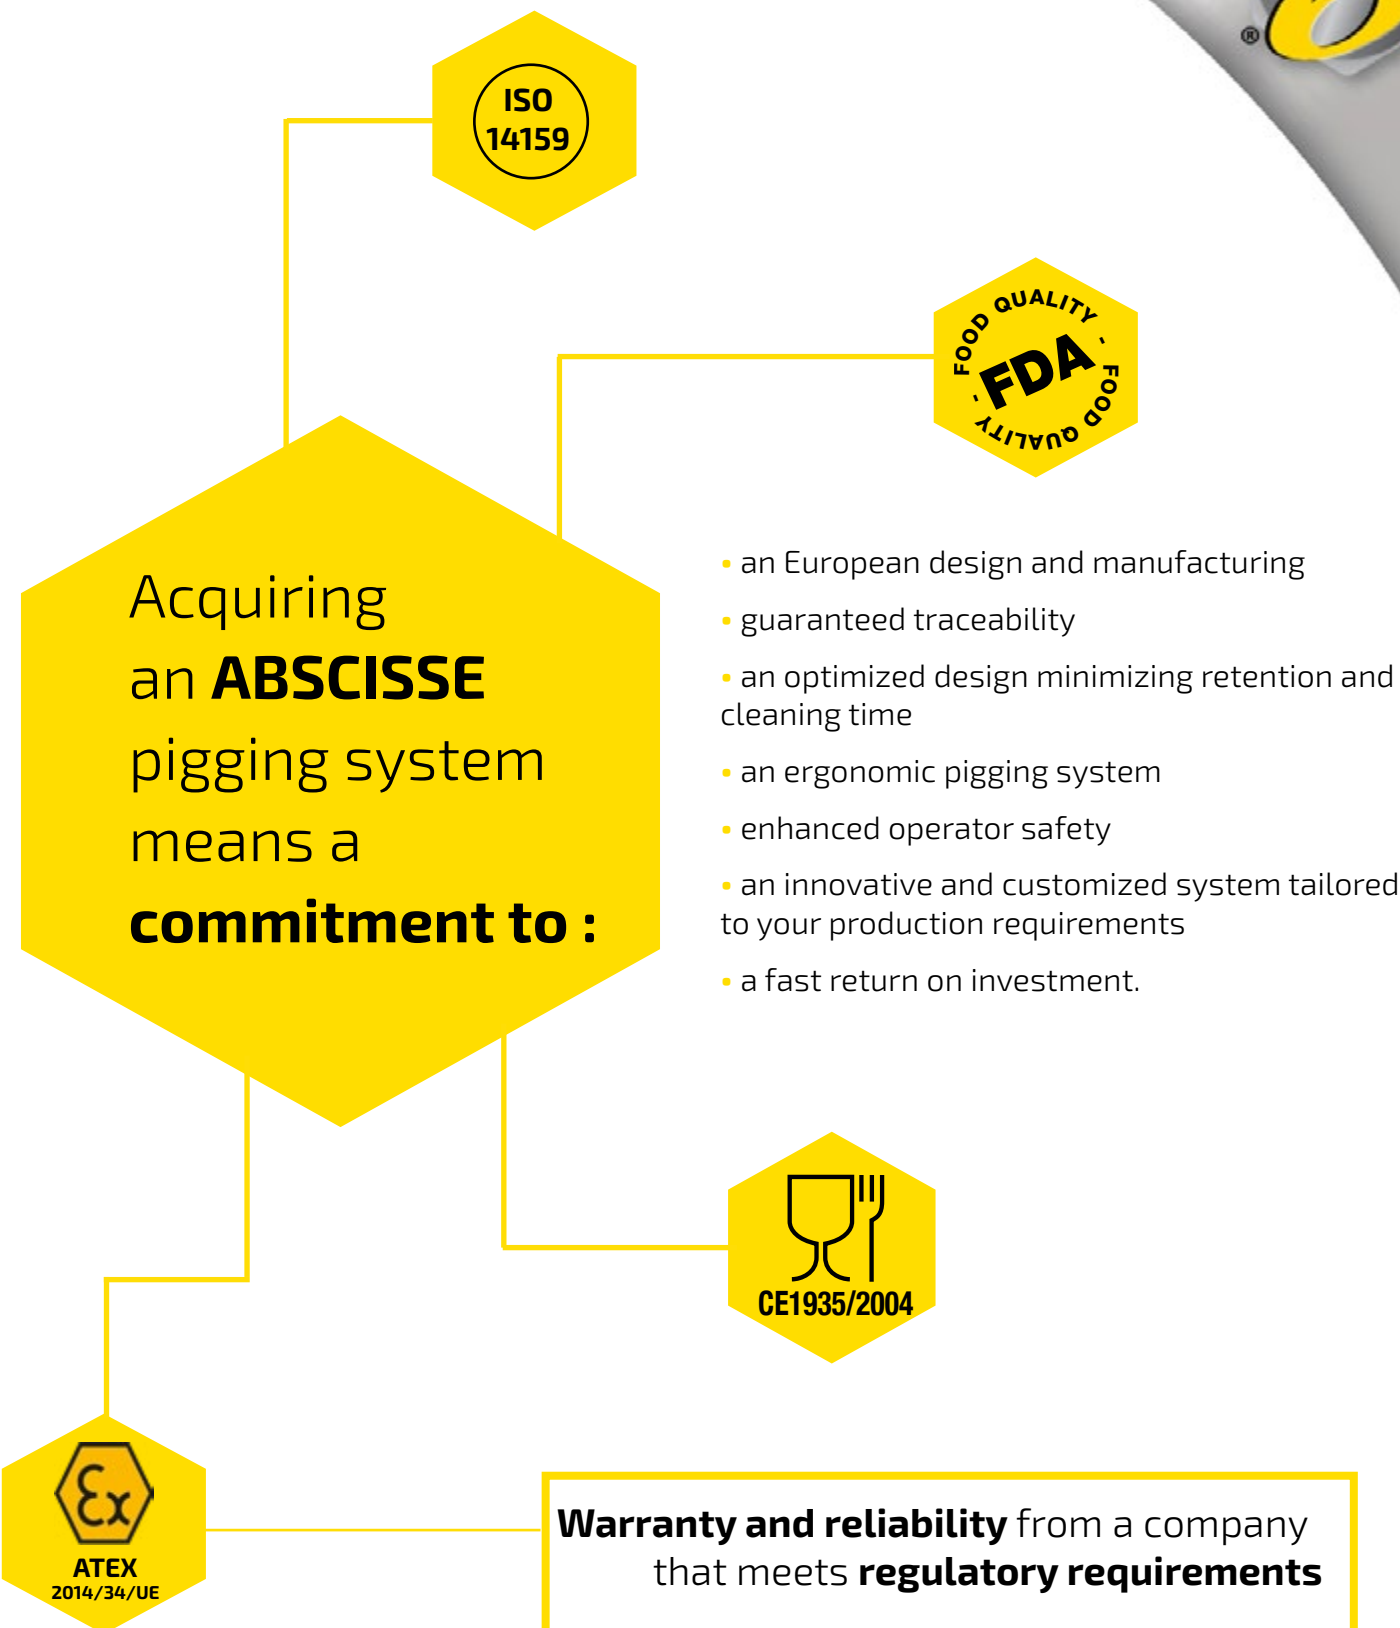 ®
ISO
14159
FOOD QUALITY - FOOD QUALITY -
FDA
Acquiring
an ABSCISSE
pigging system
means a
commitment to :
• an European design and manufacturing
• guaranteed traceability
• an optimized design minimizing retention and
cleaning time
• an ergonomic pigging system
• enhanced operator safety
• an innovative and customized system tailored
to your production requirements
• a fast return on investment.
CE1935/2004
Ex
ATEX
2014/34/UE
Warranty and reliability from a company
that meets regulatory requirements